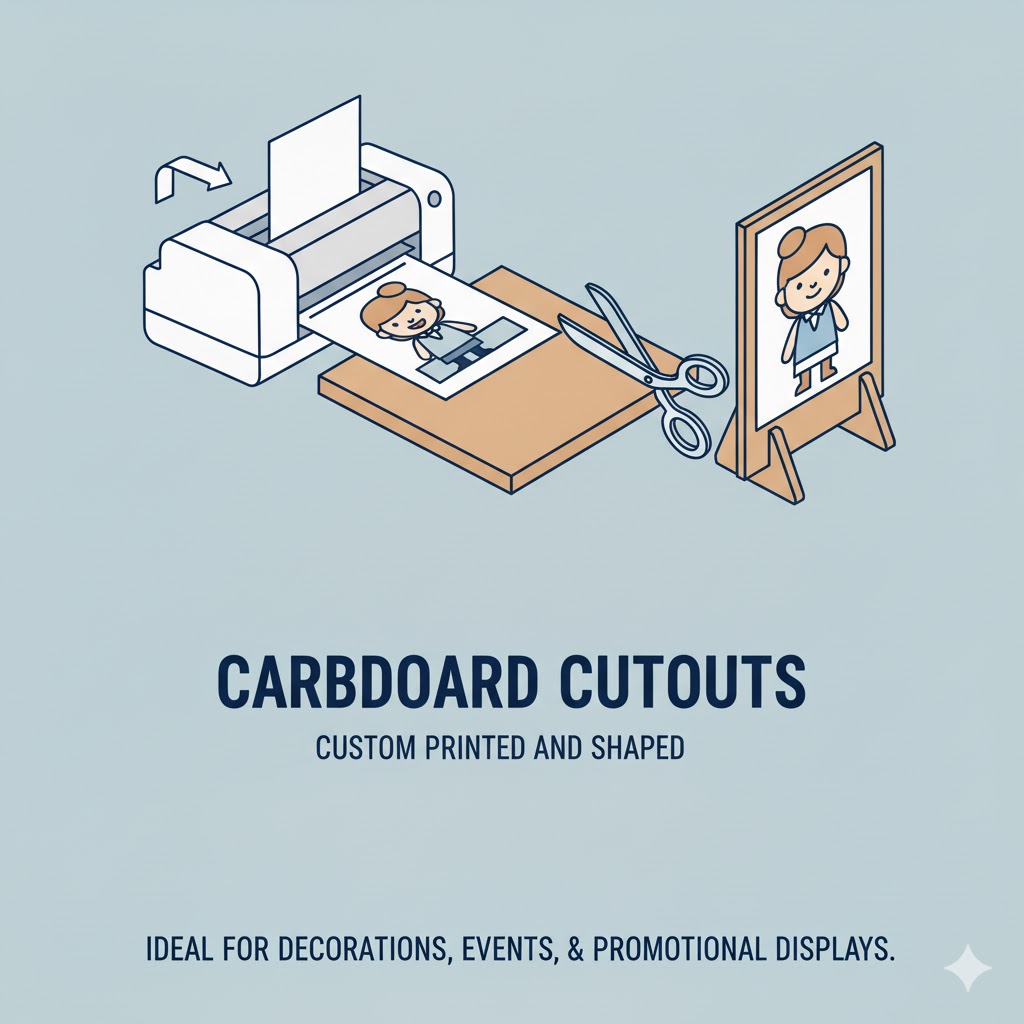 CARBDOARD CUTOUTS
CUSTOM PRINTED AND SHAPED
IDEAL FOR DECORATIONS, EVENTS, & PROMOTIONAL DISPLAYS.